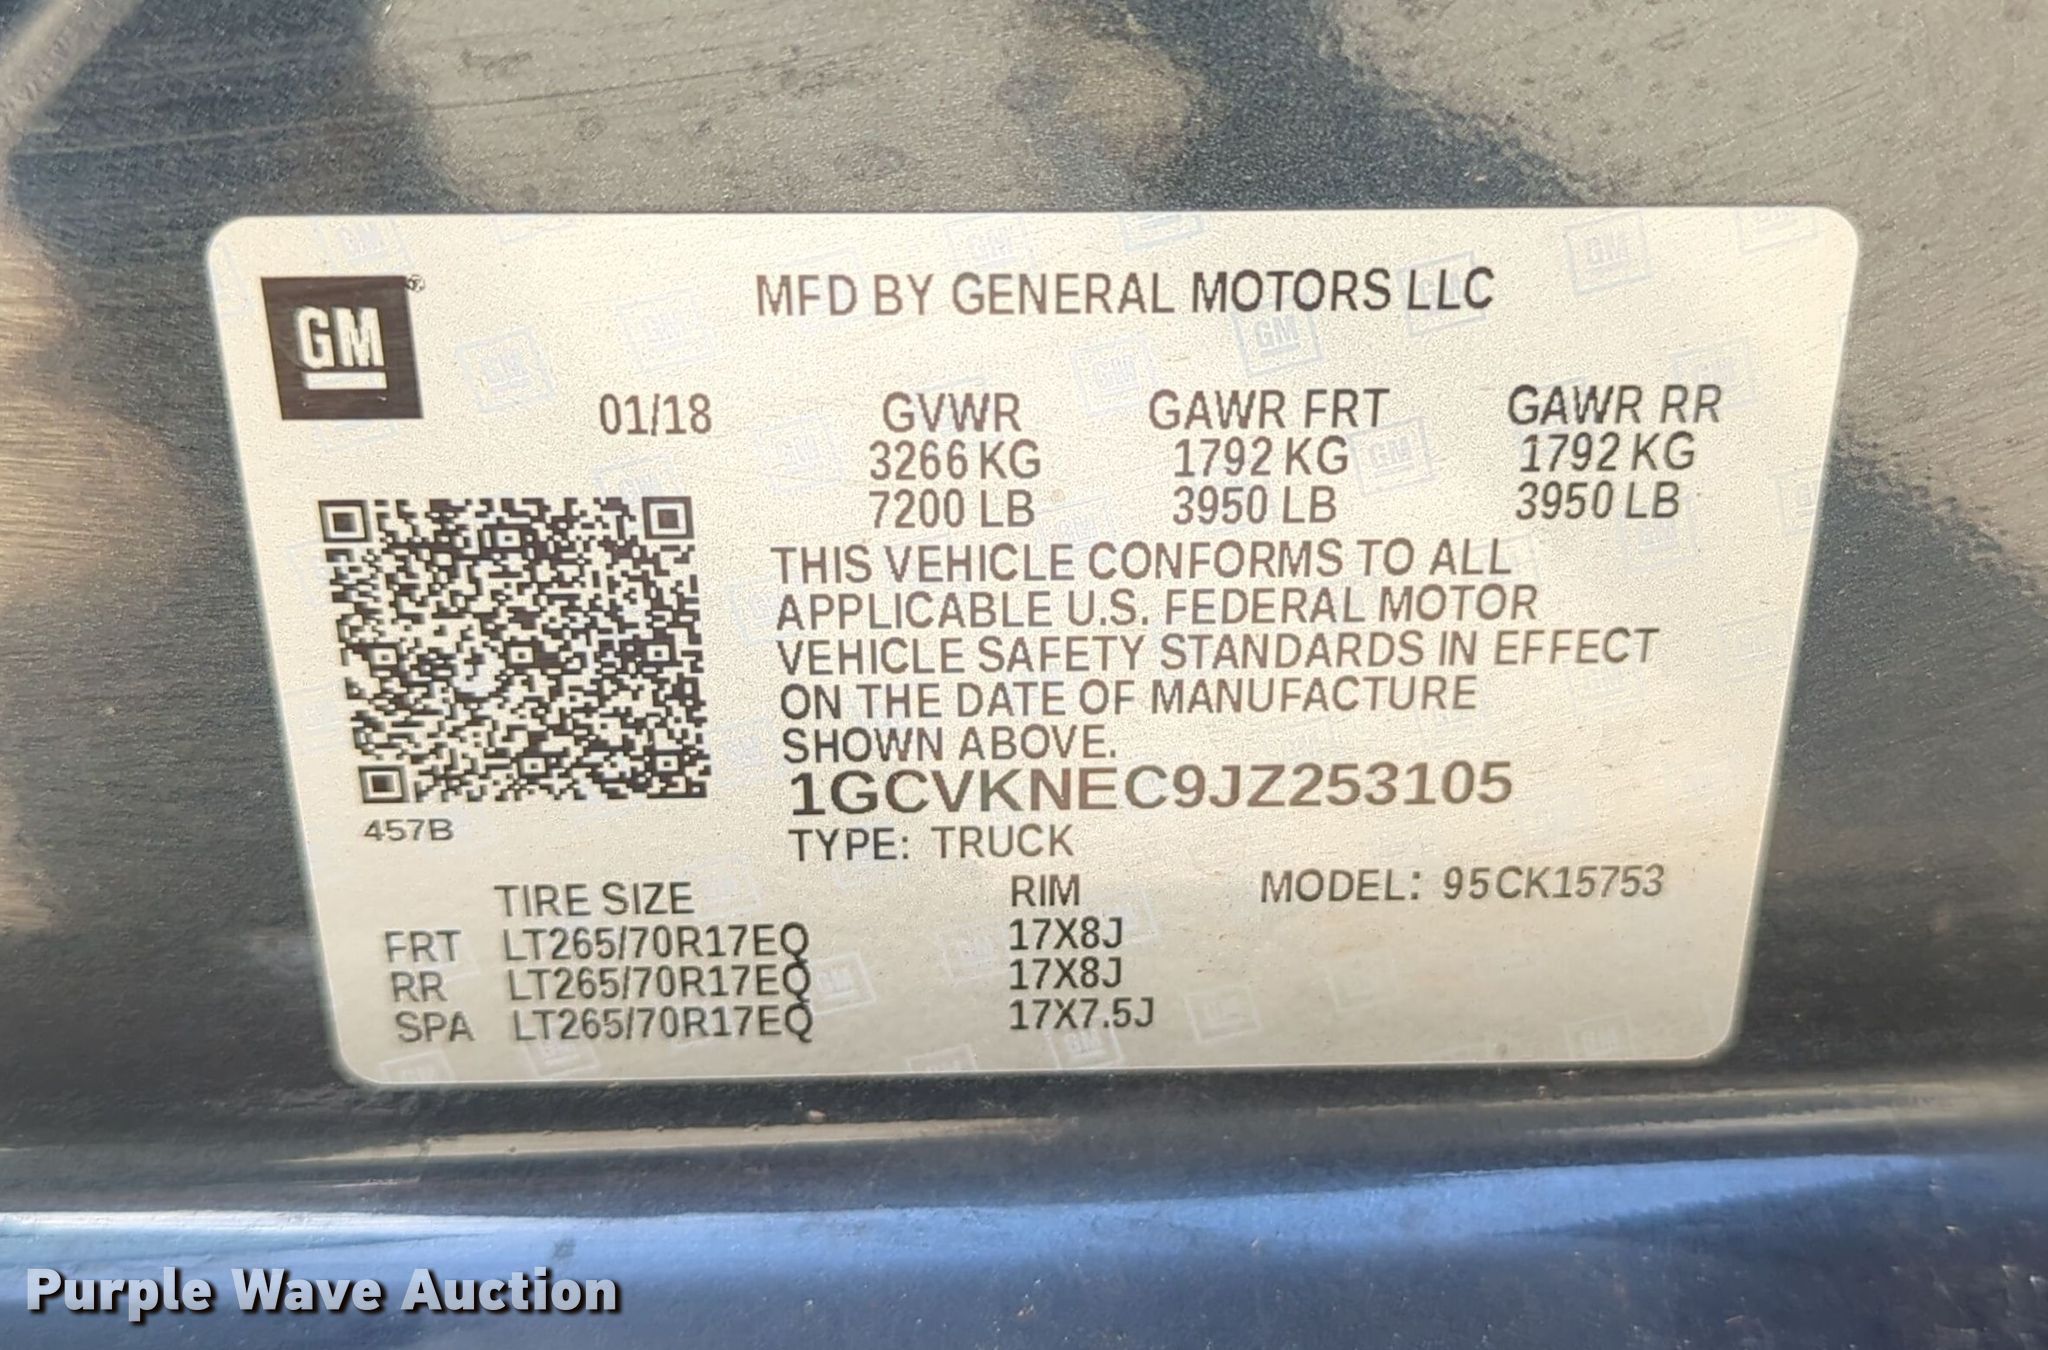 GM
MFD BY GENERAL MOTORS LLC
01/18 GVWR GAWR FRT GAWR RR
3266 KG 1792 KG 1792 KG
7200 LB 3950 LB 3950 LB
THIS VEHICLE CONFORMS TO ALL
APPLICABLE U.S. FEDERAL MOTOR
VEHICLE SAFETY STANDARDS IN EFFECT
ON THE DATE OF MANUFACTURE
SHOWN ABOVE.
1GCVKNEC9JZ253105
457B
TYPE: TRUCK
TIRE SIZE RIM MODEL: 95CK15753
FRT LT265/70R17EQ 17X8J
RR LT265/70R17EQ 17X8J
SPA LT265/70R17EQ 17X7.5J
Purple Wave Auction